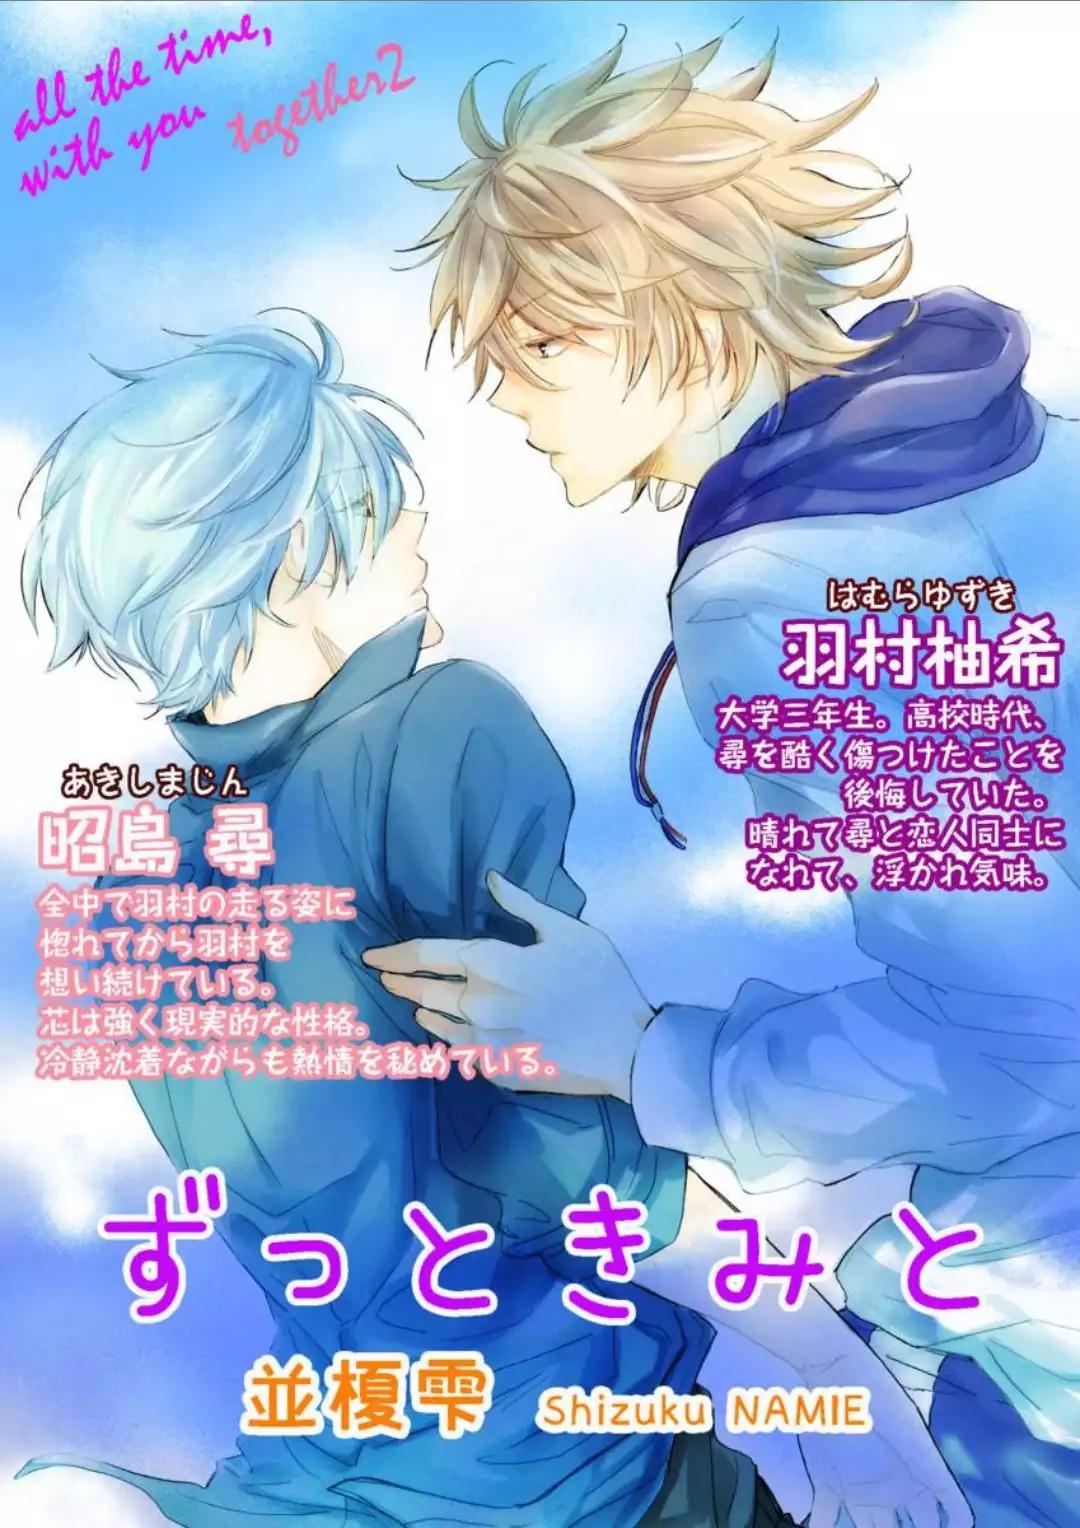 all the time,
with you together2
はむらゆずき
羽村柚希
大学三年生。高校時代、
尋を酷く傷つけたことを
後悔していた。
晴れて尋と恋人同士に
なれて、浮かれ気味。
あきしまじん
昭島 尋
全中で羽村の走る姿に
惚れてから羽村を
想い続けている。
芯は強く現実的な性格。
冷静沈着ながらも熱情を秘めている。
ずっときみと
並榎雫 Shizuku NAMIE